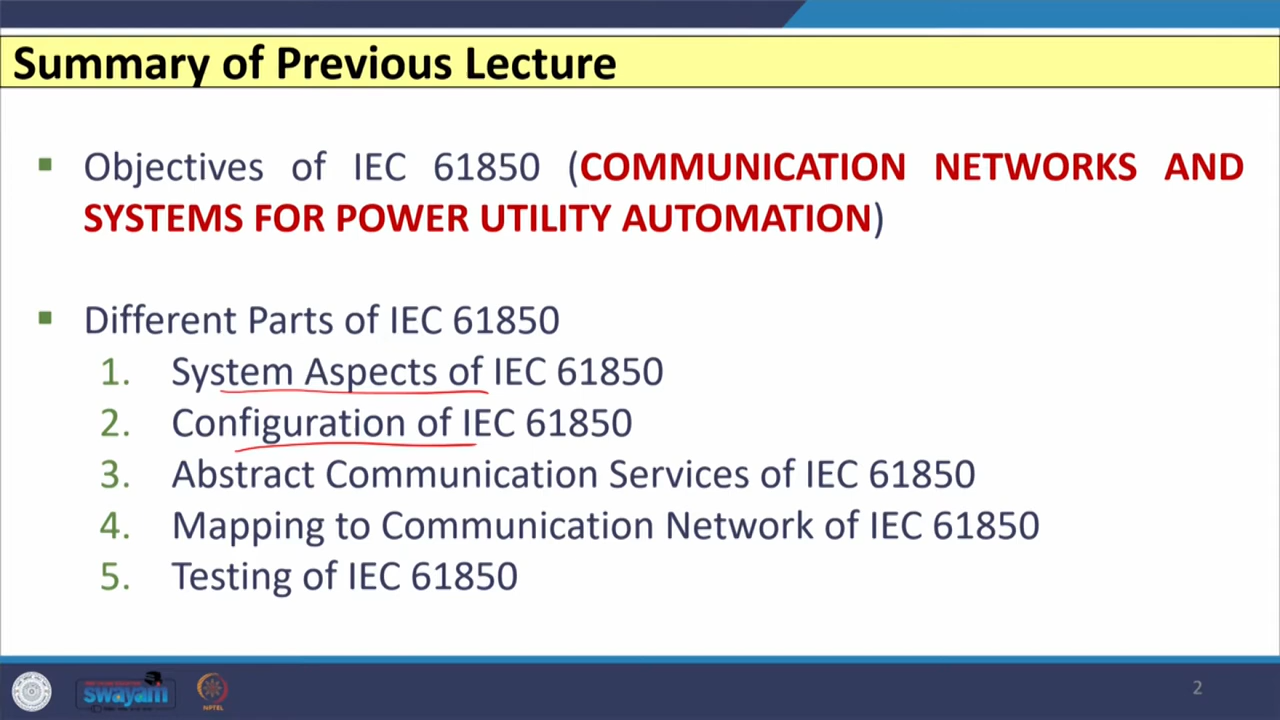 Summary of Previous Lecture
Objectives of IEC 61850 (COMMUNICATION NETWORKS AND
SYSTEMS FOR POWER UTILITY AUTOMATION)
Different Parts of IEC 61850
1. System Aspects of IEC 61850
2. Configuration of IEC 61850
3. Abstract Communication Services of IEC 61850
4. Mapping to Communication Network of IEC 61850
5. Testing of IEC 61850
swayam
NPTEL
2